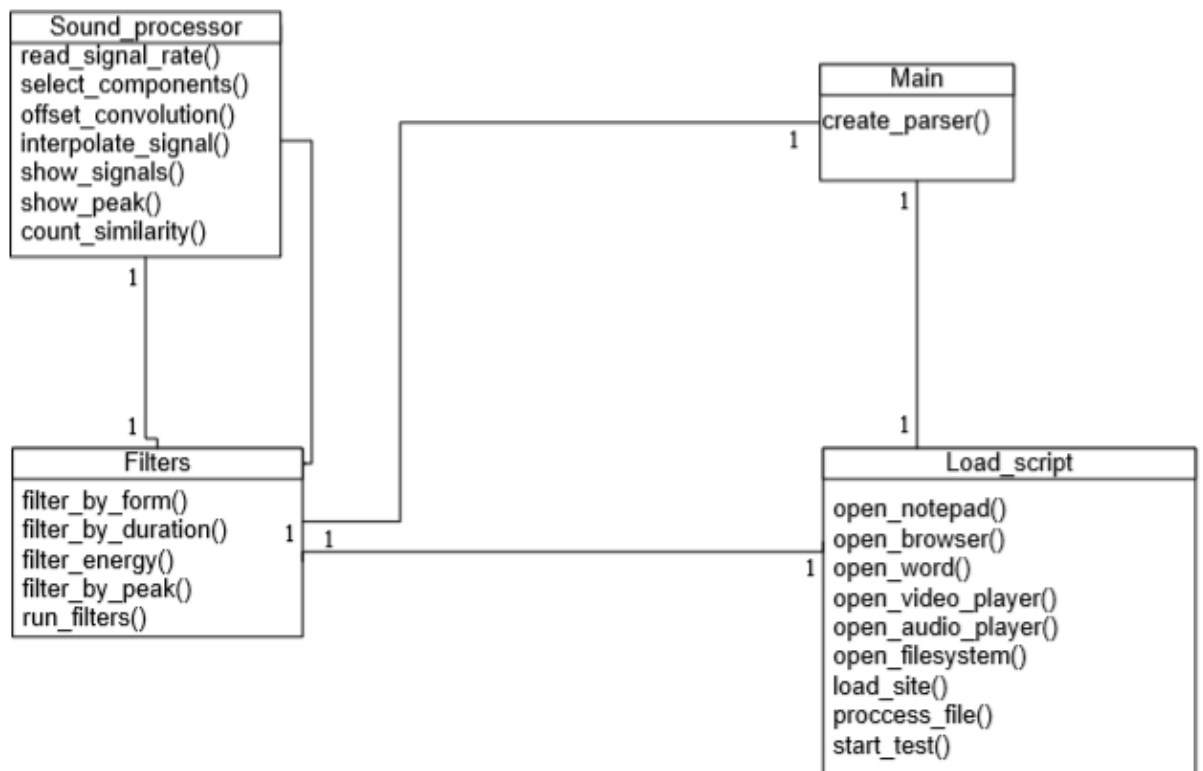 Sound_processor
read_signal_rate()
select_components()
offset_convolution()
interpolate_signal()
show_signals()
show_peak()
count_similarity()
1
1
Main
create_parser()
1
1
1
Filters
filter_by_form()
filter_by_duration()
filter_energy()
filter_by_peak()
run_filters()
1
1
1
Load_script
open_notepad()
open_browser()
open_word()
open_video_player()
open_audio_player()
open_filesystem()
load_site()
proccess_file()
start_test()